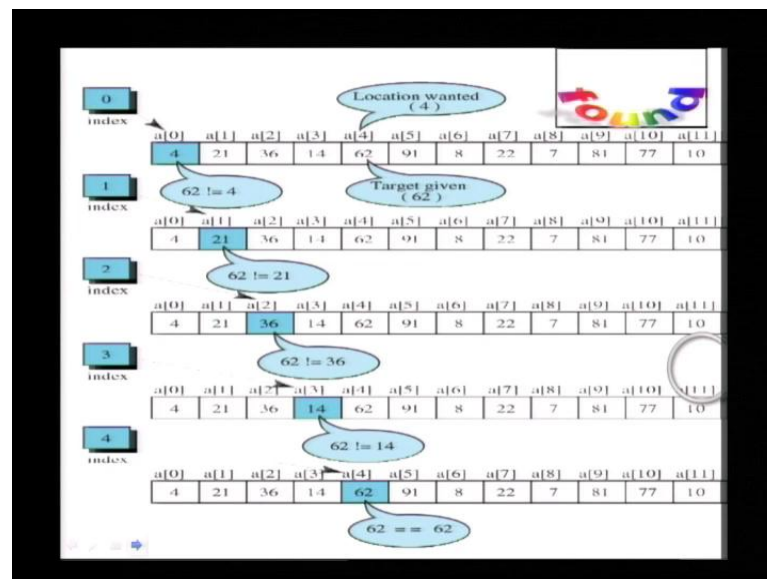 found
Location wanted
( 4 )
0
index
a[0] a[1] a[2] a[3] a[4] a[5] a[6] a[7] a[8] a[9] a[10] a[11]
4 21 36 14 62 91 8 22 7 81 77 10
62 != 4
Target given
( 62 )
1
index
a[0] a[1] a[2] a[3] a[4] a[5] a[6] a[7] a[8] a[9] a[10] a[11]
4 21 36 14 62 91 8 22 7 81 77 10
62 != 21
2
index
a[0] a[1] a[2] a[3] a[4] a[5] a[6] a[7] a[8] a[9] a[10] a[11]
4 21 36 14 62 91 8 22 7 81 77 10
62 != 36
3
index
a[0] a[1] a[2] a[3] a[4] a[5] a[6] a[7] a[8] a[9] a[10] a[11]
4 21 36 14 62 91 8 22 7 81 77 10
62 != 14
4
index
a[0] a[1] a[2] a[3] a[4] a[5] a[6] a[7] a[8] a[9] a[10] a[11]
4 21 36 14 62 91 8 22 7 81 77 10
62 == 62